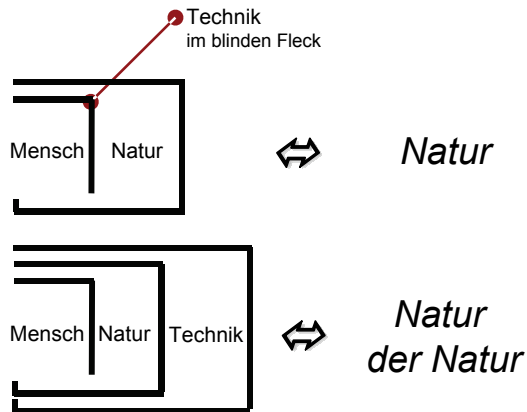 Technik
im blinden Fleck
Mensch Natur
Natur
Mensch Natur Technik
Natur
der Natur